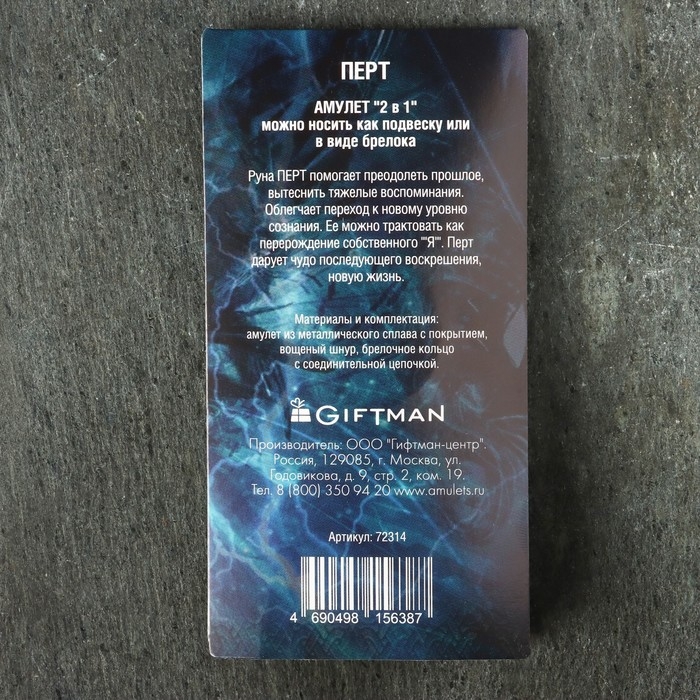 ПЕРТ
АМУЛЕТ "2 в 1"
можно носить как подвеску или
в виде брелока
Руна ПЕРТ помогает преодолеть прошлое,
вытеснить тяжелые воспоминания.
Облегчает переход к новому уровню
сознания. Ее можно трактовать как
перерождение собственного '"Я"'. Перт
дарует чудо последующего воскрешения,
новую жизнь.
Материалы и комплектация:
амулет из металлического сплава с покрытием,
вощеный шнур, брелочное кольцо
с соединительной цепочкой.
GIFTMAN
Производитель: ООО "Гифтман-центр".
Россия, 129085, г. Москва, ул.
Годовикова, д. 9, стр. 2, ком. 19.
Тел. 8 (800) 350 94 20 www.amulets.ru
Артикул: 72314
4 690498 156387